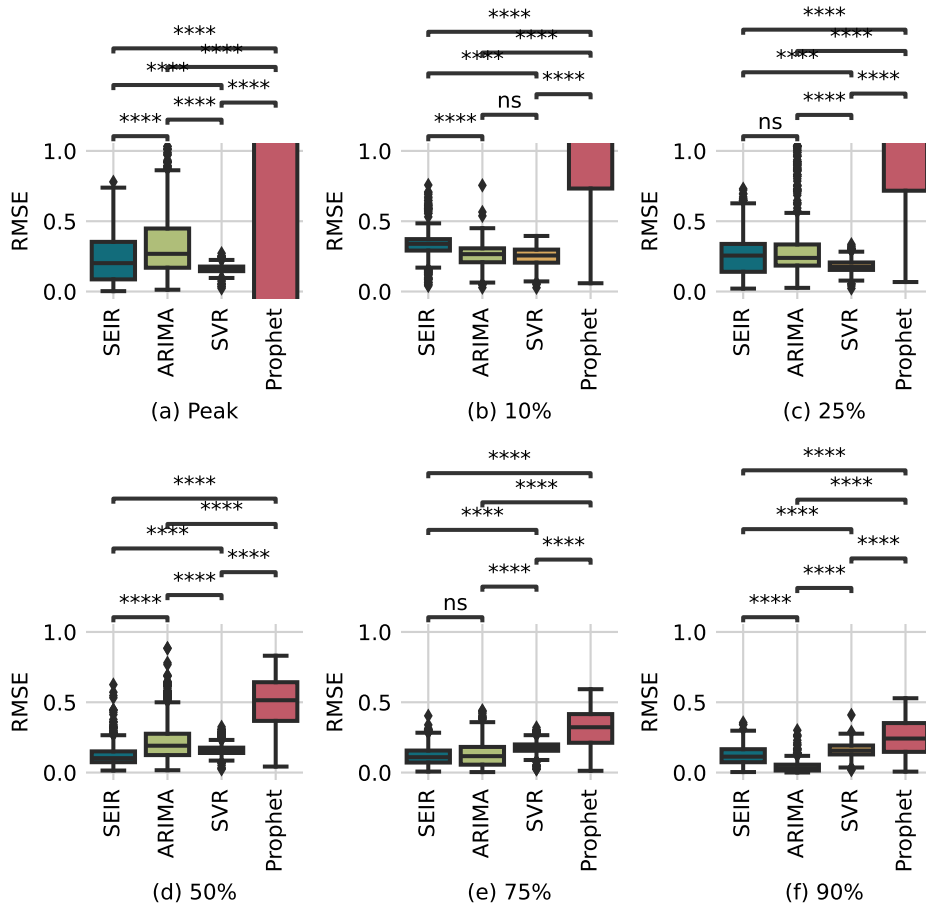 ****
****
****
****
****
****
1.0
0.5
0.0
RMSE
SEIR
ARIMA
SVR
Prophet
(a) Peak
****
****
****
****
ns
****
1.0
0.5
0.0
RMSE
SEIR
ARIMA
SVR
Prophet
(b) 10%
****
****
****
****
****
ns
1.0
0.5
0.0
RMSE
SEIR
ARIMA
SVR
Prophet
(c) 25%
****
****
****
****
****
****
1.0
0.5
0.0
RMSE
SEIR
ARIMA
SVR
Prophet
(d) 50%
****
****
****
****
****
ns
1.0
0.5
0.0
RMSE
SEIR
ARIMA
SVR
Prophet
(e) 75%
****
****
****
****
****
****
1.0
0.5
0.0
RMSE
SEIR
ARIMA
SVR
Prophet
(f) 90%